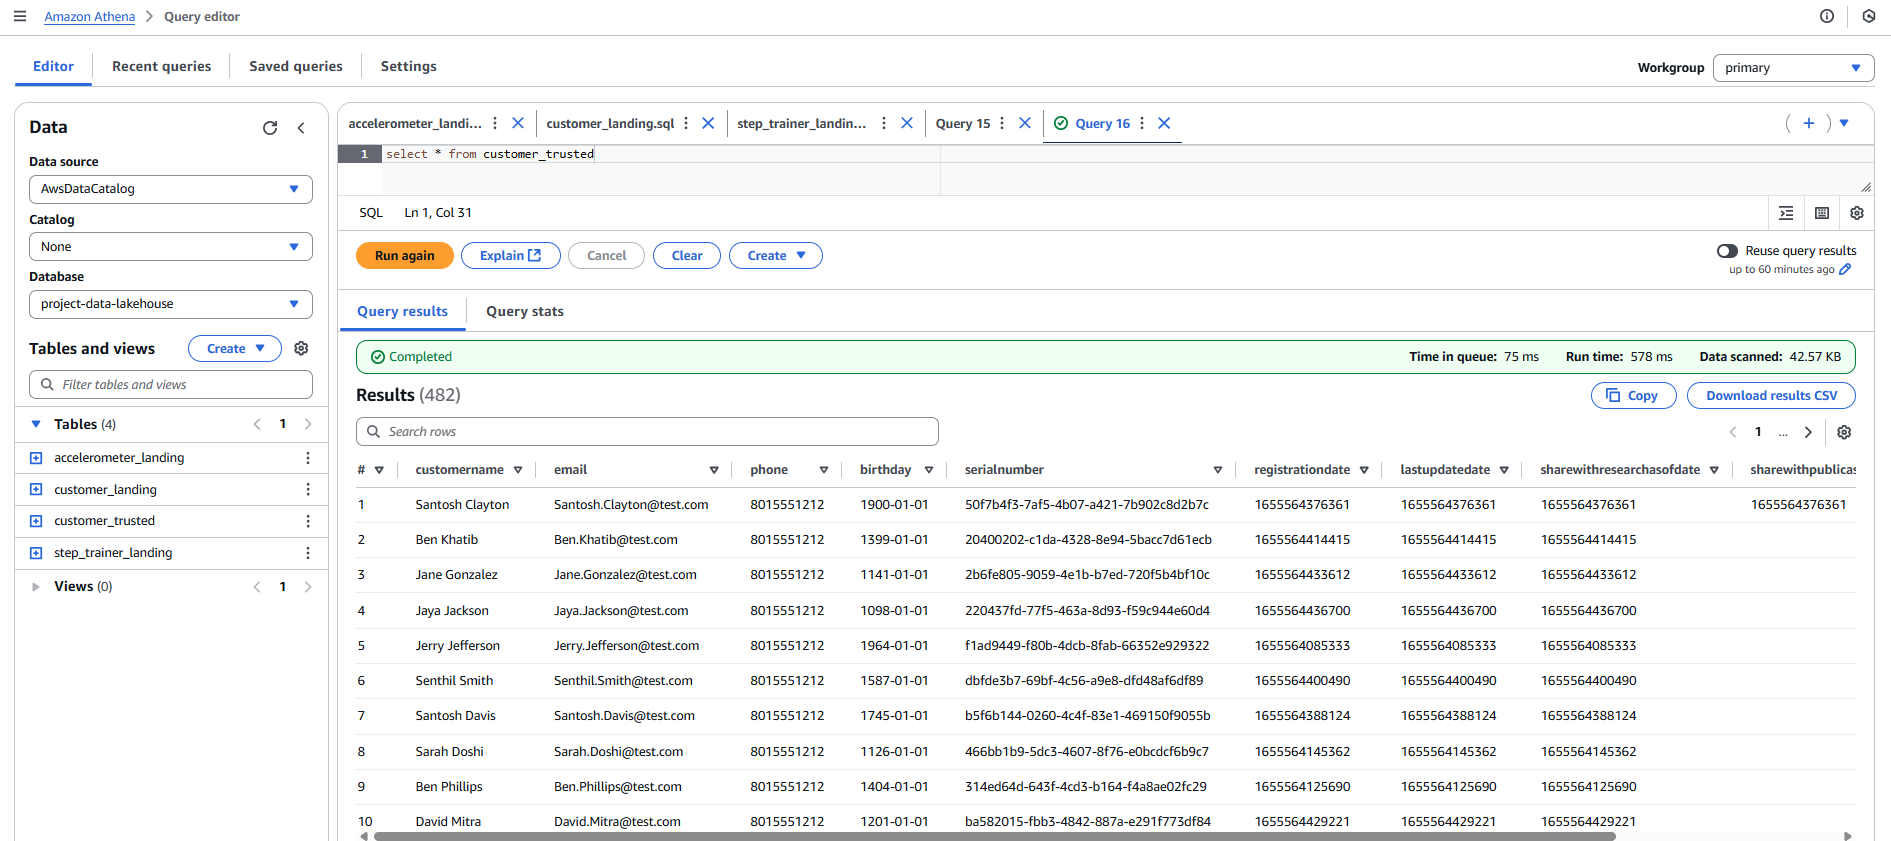 Amazon Athena > Query editor
Editor Recent queries Saved queries Settings
Workgroup primary
Data
Data source
AwsDataCatalog
Catalog
None
Database
project-data-lakehouse
Tables and views Create
Filter tables and views
Tables (4) 1
accelerometer_landing
customer_landing
customer_trusted
step_trainer_landing
Views (0) 1
accelerometer_landi... customer_landing.sql step_trainer_landin... Query 15 Query 16
1 select * from customer_trusted
SQL Ln 1, Col 31
Run again Explain Cancel Clear Create
Reuse query results
up to 60 minutes ago
Query results Query stats
Completed Time in queue: 75 ms Run time: 578 ms Data scanned: 42.57 KB
Results (482) Copy Download results CSV
Search rows 1 ...
# customername email phone birthday serialnumber registrationdate lastupdatedate sharewithresearchasofdate sharewithpublicas
1 Santosh Clayton Santosh.Clayton@test.com 8015551212 1900-01-01 50f7b4f3-7af5-4b07-a421-7b902c8d2b7c 1655564376361 1655564376361 1655564376361 1655564376361
2 Ben Khatib Ben.Khatib@test.com 8015551212 1399-01-01 20400202-c1da-4328-8e94-5bacc7d61ecb 1655564414415 1655564414415 1655564414415
3 Jane Gonzalez Jane.Gonzalez@test.com 8015551212 1141-01-01 2b6fe805-9059-4e1b-b7ed-720f5b4bf10c 1655564433612 1655564433612 1655564433612
4 Jaya Jackson Jaya.Jackson@test.com 8015551212 1098-01-01 220437fd-77f5-463a-8d93-f59c944e60d4 1655564436700 1655564436700 1655564436700
5 Jerry Jefferson Jerry.Jefferson@test.com 8015551212 1964-01-01 f1ad9449-f80b-4dcb-8fab-66352e929322 1655564085333 1655564085333 1655564085333
6 Senthil Smith Senthil.Smith@test.com 8015551212 1587-01-01 dbfde3b7-69bf-4c56-a9e8-dfd48af6df89 1655564400490 1655564400490 1655564400490
7 Santosh Davis Santosh.Davis@test.com 8015551212 1745-01-01 b5f6b144-0260-4c4f-83e1-469150f9055b 1655564388124 1655564388124 1655564388124
8 Sarah Doshi Sarah.Doshi@test.com 8015551212 1126-01-01 466bb1b9-5dc3-4607-8f76-e0bcdcf6b9c7 1655564145362 1655564145362 1655564145362
9 Ben Phillips Ben.Phillips@test.com 8015551212 1404-01-01 314ed64d-643f-4cd3-b164-f4a8ae02fc29 1655564125690 1655564125690 1655564125690
10 David Mitra David.Mitra@test.com 8015551212 1201-01-01 ba582015-fbb3-4842-887a-e291f773df84 1655564429221 1655564429221 1655564429221